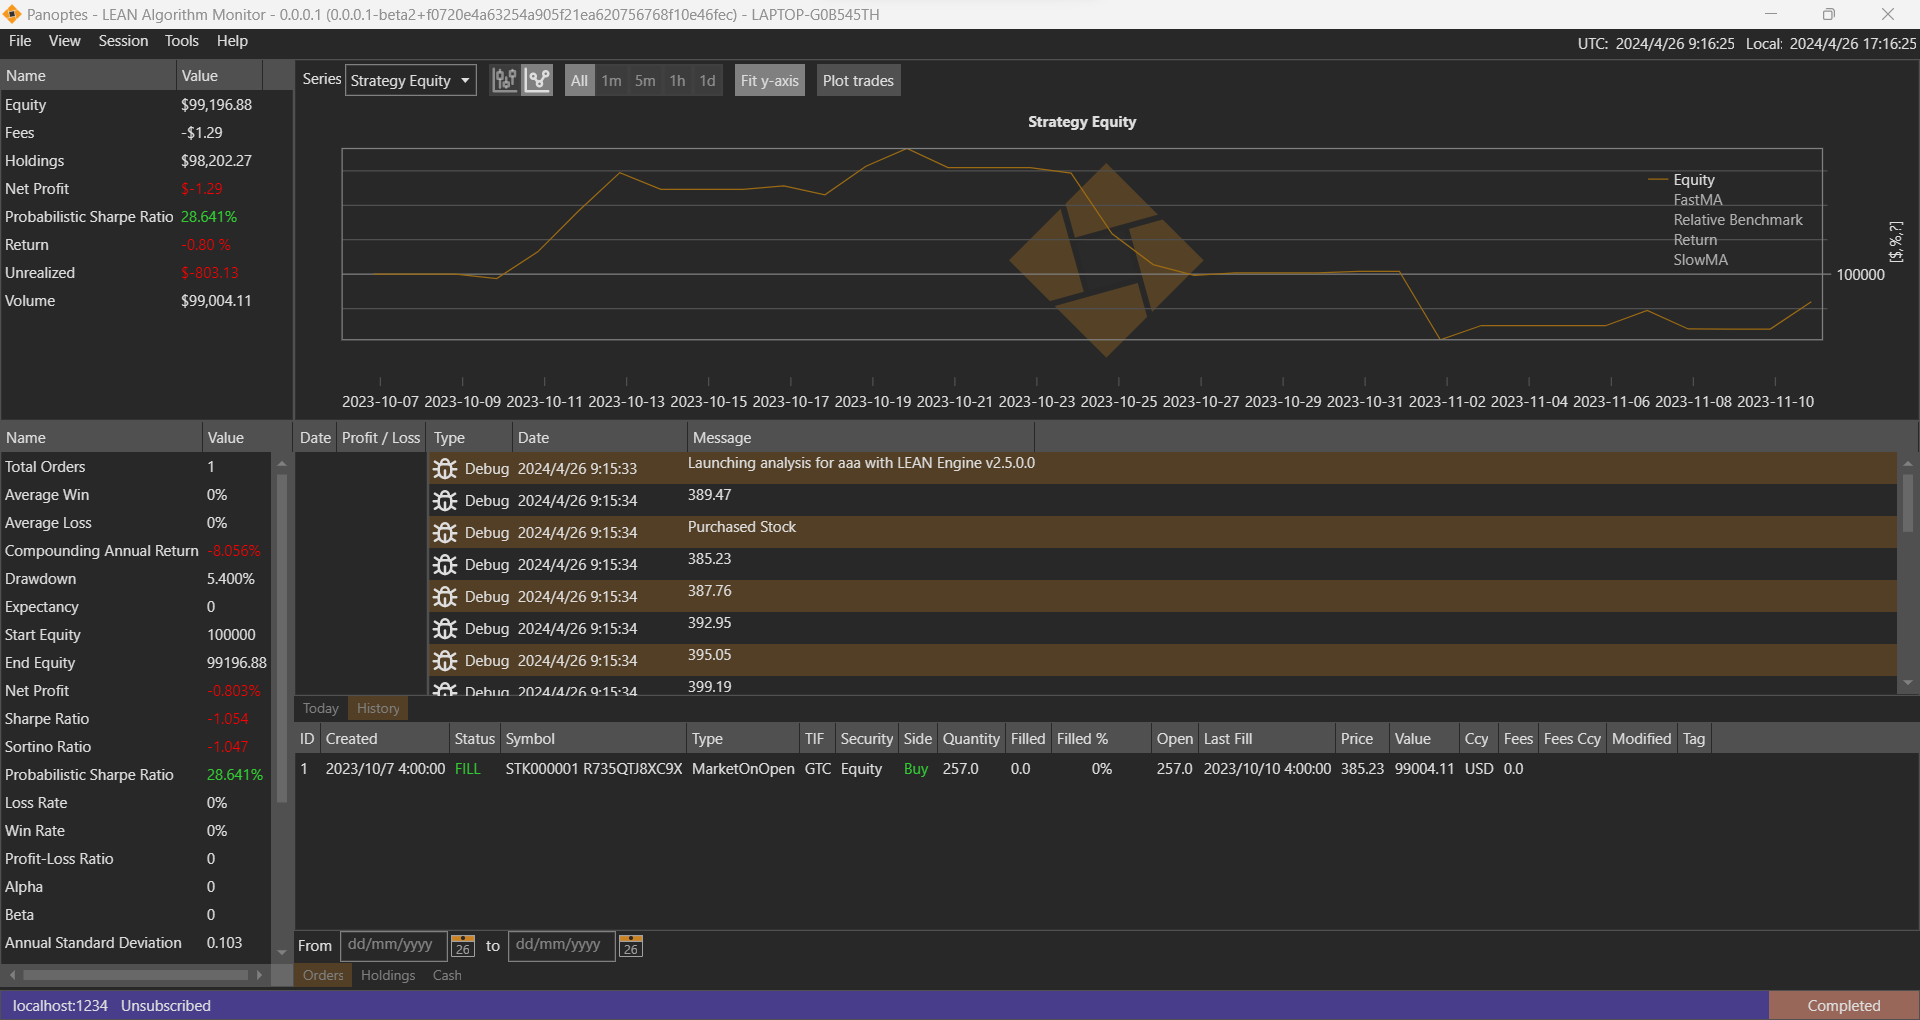 Panoptes - LEAN Algorithm Monitor - 0.0.0.1 (0.0.0.1-beta2+f0720e4a63254a905f21ea620756768f10e46fec) - LAPTOP-G0B545TH
File View Session Tools Help UTC: 2024/4/26 9:16:25 Local: 2024/4/26 17:16:25
Name Value
Equity $99,196.88
Fees -$1.29
Holdings $98,202.27
Net Profit $-1.29
Probabilistic Sharpe Ratio 28.641%
Return -0.80 %
Unrealized $-803.13
Volume $99,004.11
Series Strategy Equity All 1m 5m 1h 1d Fit y-axis Plot trades
Strategy Equity
Equity
FastMA
Relative Benchmark
Return
SlowMA
100000
[$,%,?]
2023-10-07 2023-10-09 2023-10-11 2023-10-13 2023-10-15 2023-10-17 2023-10-19 2023-10-21 2023-10-23 2023-10-25 2023-10-27 2023-10-29 2023-10-31 2023-11-02 2023-11-04 2023-11-06 2023-11-08 2023-11-10
Name Value
Total Orders 1
Average Win 0%
Average Loss 0%
Compounding Annual Return -8.056%
Drawdown 5.400%
Expectancy 0
Start Equity 100000
End Equity 99196.88
Net Profit -0.803%
Sharpe Ratio -1.054
Sortino Ratio -1.047
Probabilistic Sharpe Ratio 28.641%
Loss Rate 0%
Win Rate 0%
Profit-Loss Ratio 0
Alpha 0
Beta 0
Annual Standard Deviation 0.103
Date Profit / Loss
Type Date Message
Debug 2024/4/26 9:15:33 Launching analysis for aaa with LEAN Engine v2.5.0.0
Debug 2024/4/26 9:15:34 389.47
Debug 2024/4/26 9:15:34 Purchased Stock
Debug 2024/4/26 9:15:34 385.23
Debug 2024/4/26 9:15:34 387.76
Debug 2024/4/26 9:15:34 392.95
Debug 2024/4/26 9:15:34 395.05
Debug 2024/4/26 9:15:34 399.19
Today History
ID Created Status Symbol Type TIF Security Side Quantity Filled Filled % Open Last Fill Price Value Ccy Fees Fees Ccy Modified Tag
1 2023/10/7 4:00:00 FILL STK000001 R735QTJ8XC9X MarketOnOpen GTC Equity Buy 257.0 0.0 0% 257.0 2023/10/10 4:00:00 385.23 99004.11 USD 0.0
From dd/mm/yyyy 26 to dd/mm/yyyy 26
Orders Holdings Cash
localhost:1234 Unsubscribed Completed